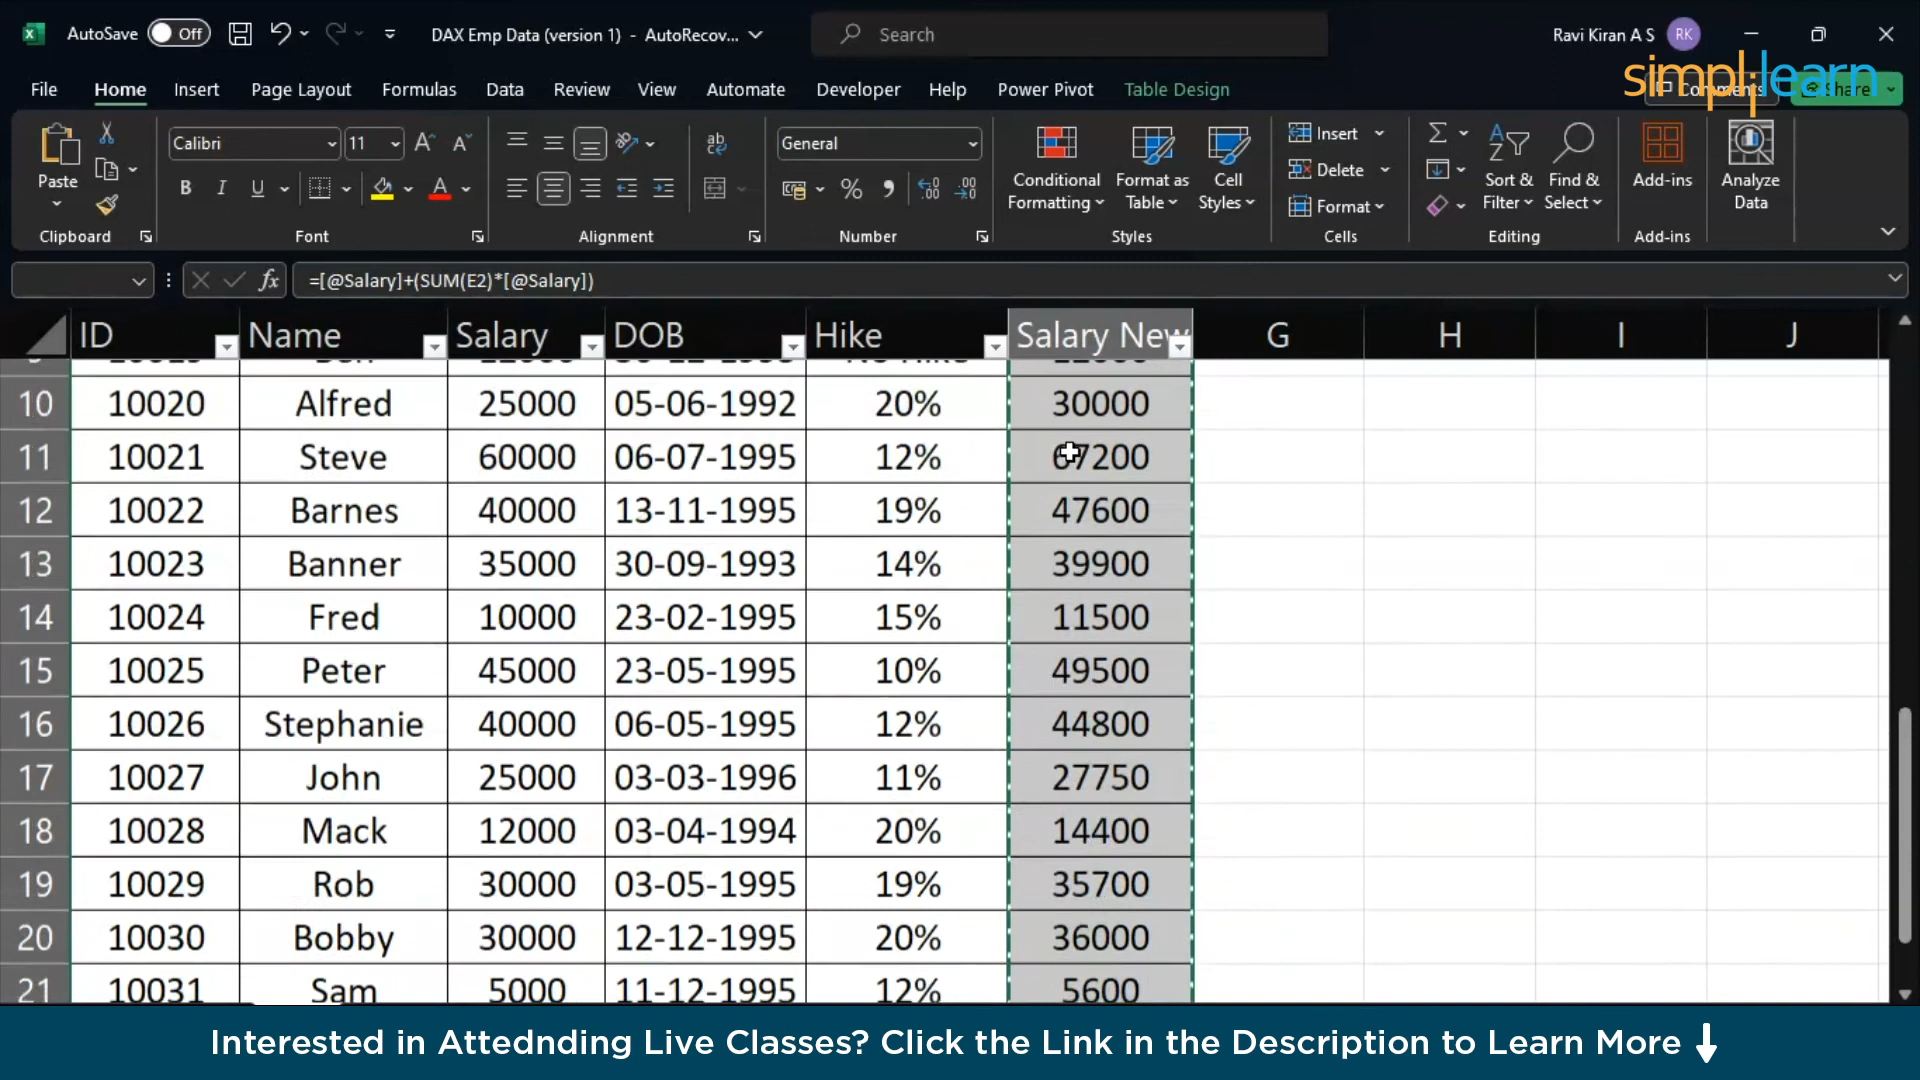 AutoSave Off DAX Emp Data (version 1) - AutoRecov... Search Ravi Kiran A S RK
simplilearn
File Home Insert Page Layout Formulas Data Review View Automate Developer Help Power Pivot Table Design Comments Share
Calibri 11 General
Paste
B I U A
ab
Conditional Formatting
Format as Table
Cell Styles
Insert
Delete
Format
Sort & Filter
Find & Select
Add-ins
Analyze Data
Clipboard Font Alignment Number Styles Cells Editing Add-ins
fx =[@Salary]+(SUM(E2)*[@Salary])
ID Name Salary DOB Hike Salary New G H I J
10 10020 Alfred 25000 05-06-1992 20% 30000
11 10021 Steve 60000 06-07-1995 12% 67200
12 10022 Barnes 40000 13-11-1995 19% 47600
13 10023 Banner 35000 30-09-1993 14% 39900
14 10024 Fred 10000 23-02-1995 15% 11500
15 10025 Peter 45000 23-05-1995 10% 49500
16 10026 Stephanie 40000 06-05-1995 12% 44800
17 10027 John 25000 03-03-1996 11% 27750
18 10028 Mack 12000 03-04-1994 20% 14400
19 10029 Rob 30000 03-05-1995 19% 35700
20 10030 Bobby 30000 12-12-1995 20% 36000
21 10031 Sam 5000 11-12-1995 12% 5600
Interested in Attednding Live Classes? Click the Link in the Description to Learn More